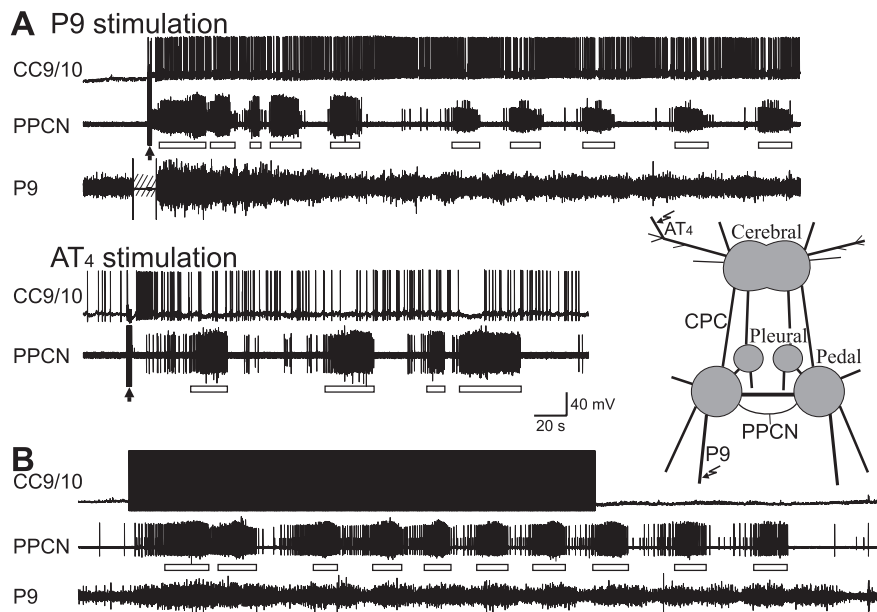 A P9 stimulation
CC9/10
PPCN
P9
AT4 stimulation
CC9/10
PPCN
40 mV
20 s
AT4
Cerebral
CPC
Pleural
Pedal
PPCN
P9
B
CC9/10
PPCN
P9